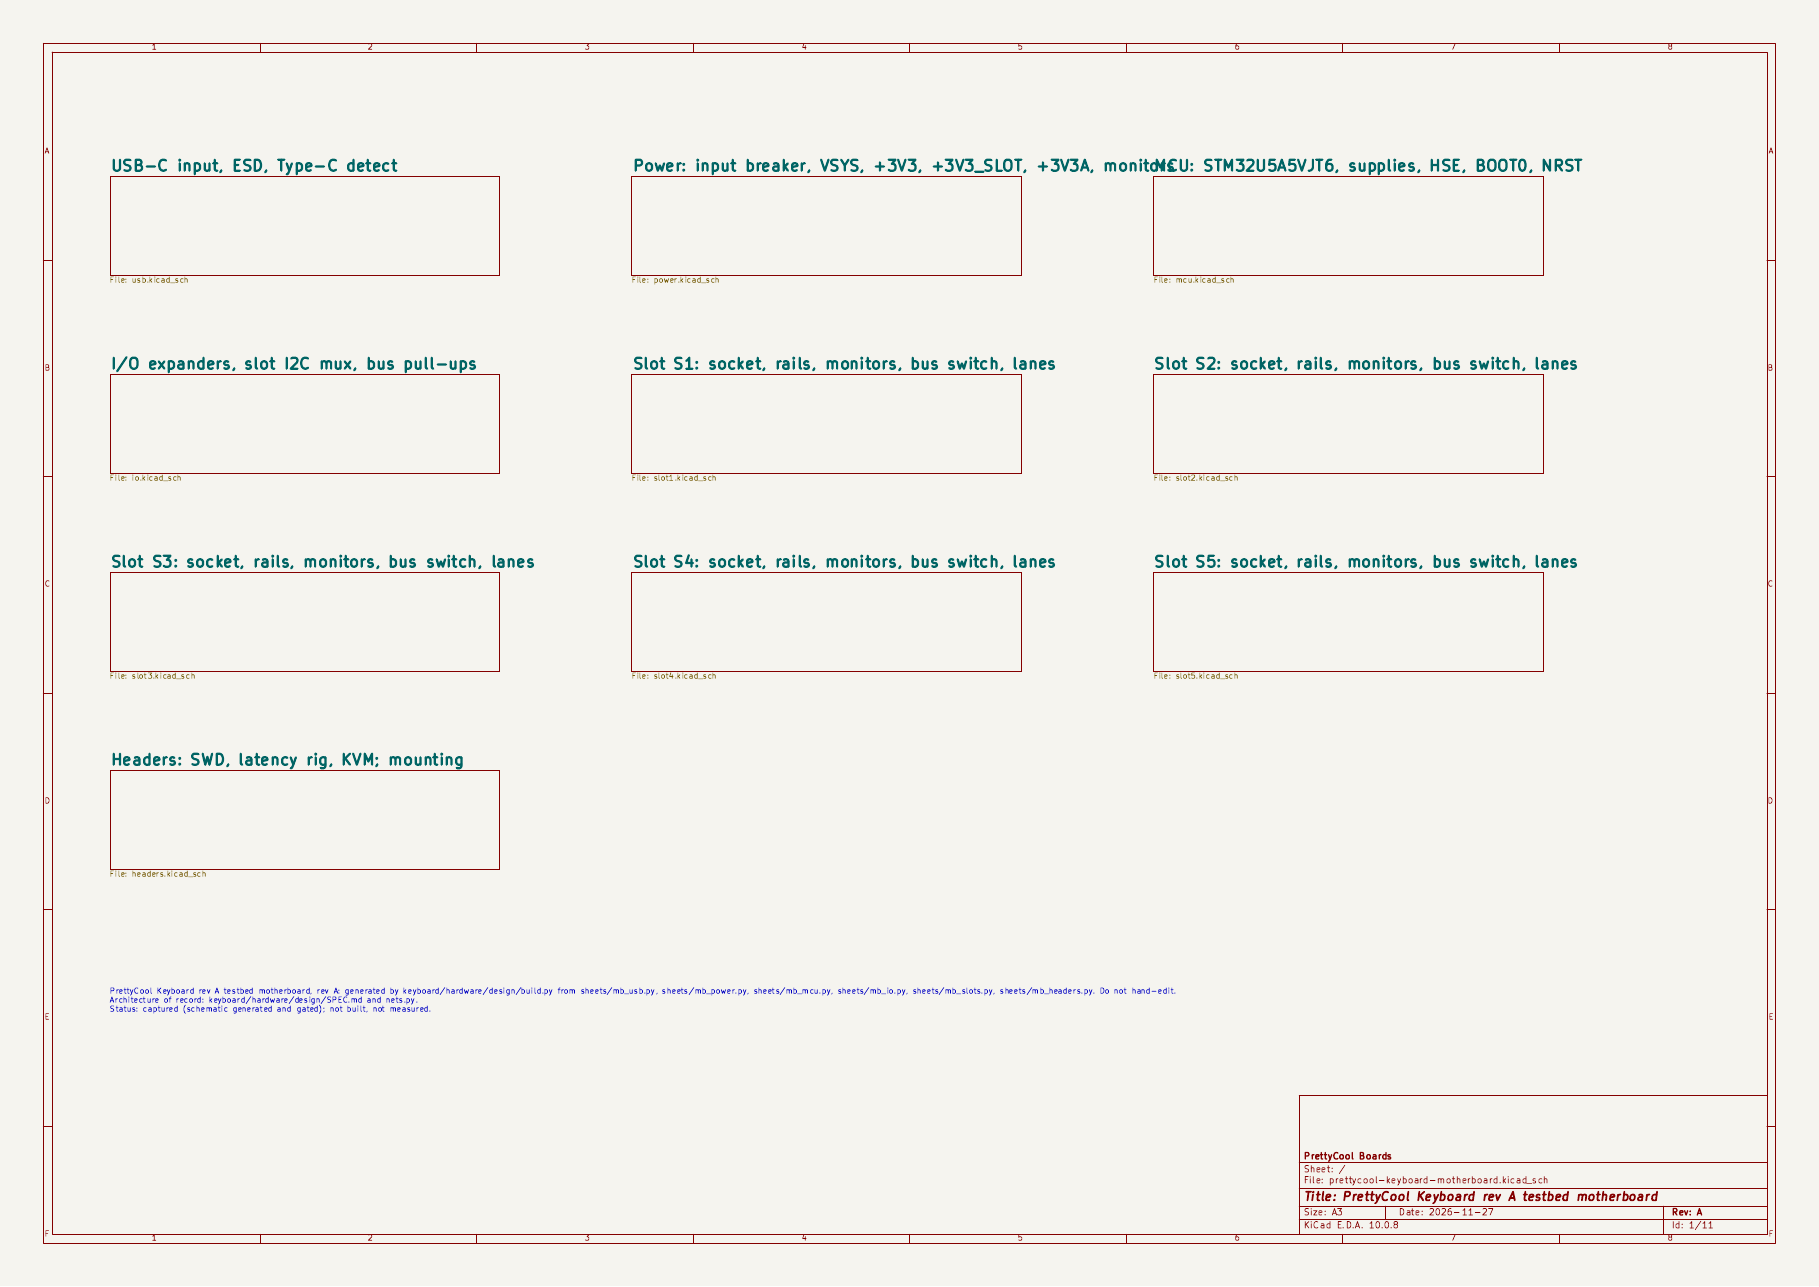 1 2 3 4 5 6 7 8
A A
USB-C input, ESD, Type-C detect
Power: input breaker, VSYS, +3V3, +3V3_SLOT, +3V3A, monitors
MCU: STM32U5A5VJT6, supplies, HSE, BOOT0, NRST
File: usb.kicad_sch
File: power.kicad_sch
File: mcu.kicad_sch
B B
I/O expanders, slot I2C mux, bus pull-ups
Slot S1: socket, rails, monitors, bus switch, lanes
Slot S2: socket, rails, monitors, bus switch, lanes
File: io.kicad_sch
File: slot1.kicad_sch
File: slot2.kicad_sch
C C
Slot S3: socket, rails, monitors, bus switch, lanes
Slot S4: socket, rails, monitors, bus switch, lanes
Slot S5: socket, rails, monitors, bus switch, lanes
File: slot3.kicad_sch
File: slot4.kicad_sch
File: slot5.kicad_sch
D D
Headers: SWD, latency rig, KVM; mounting
File: headers.kicad_sch
E E
PrettyCool Keyboard rev A testbed motherboard, rev A: generated by keyboard/hardware/design/build.py from sheets/mb_usb.py, sheets/mb_power.py, sheets/mb_mcu.py, sheets/mb_io.py, sheets/mb_slots.py, sheets/mb_headers.py. Do not hand-edit.
Architecture of record: keyboard/hardware/design/SPEC.md and nets.py.
Status: captured (schematic generated and gated); not built, not measured.
PrettyCool Boards
Sheet: /
File: prettycool-keyboard-motherboard.kicad_sch
Title: PrettyCool Keyboard rev A testbed motherboard
Size: A3 Date: 2026-11-27 Rev: A
KiCad E.D.A. 10.0.8 Id: 1/11
F F
1 2 3 4 5 6 7 8